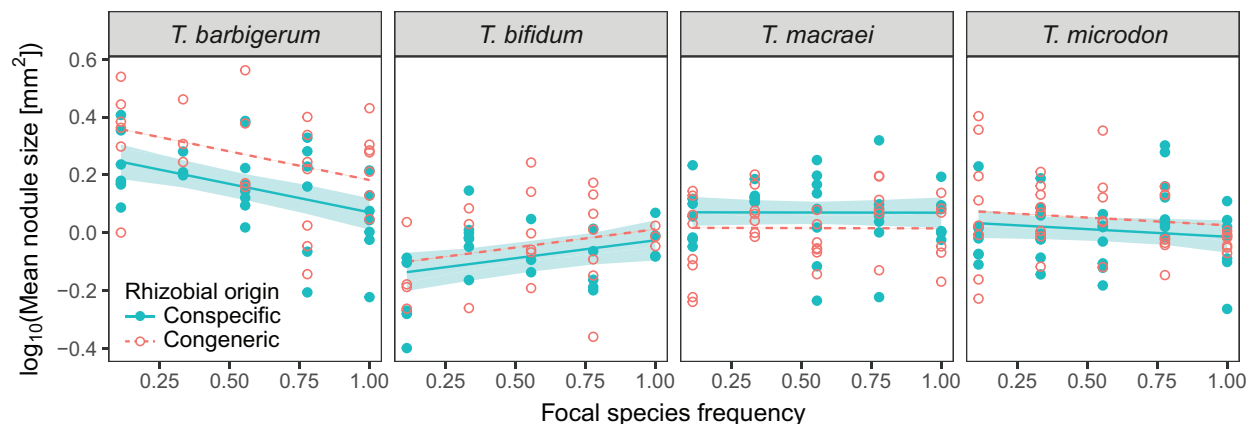 T. barbigerum
T. bifidum
T. macraei
T. microdon
log₁₀(Mean nodule size [mm²])
0.6
0.4
0.2
0.0
−0.2
−0.4
Rhizobial origin
Conspecific
Congeneric
0.25 0.50 0.75 1.00
0.25 0.50 0.75 1.00
0.25 0.50 0.75 1.00
0.25 0.50 0.75 1.00
Focal species frequency